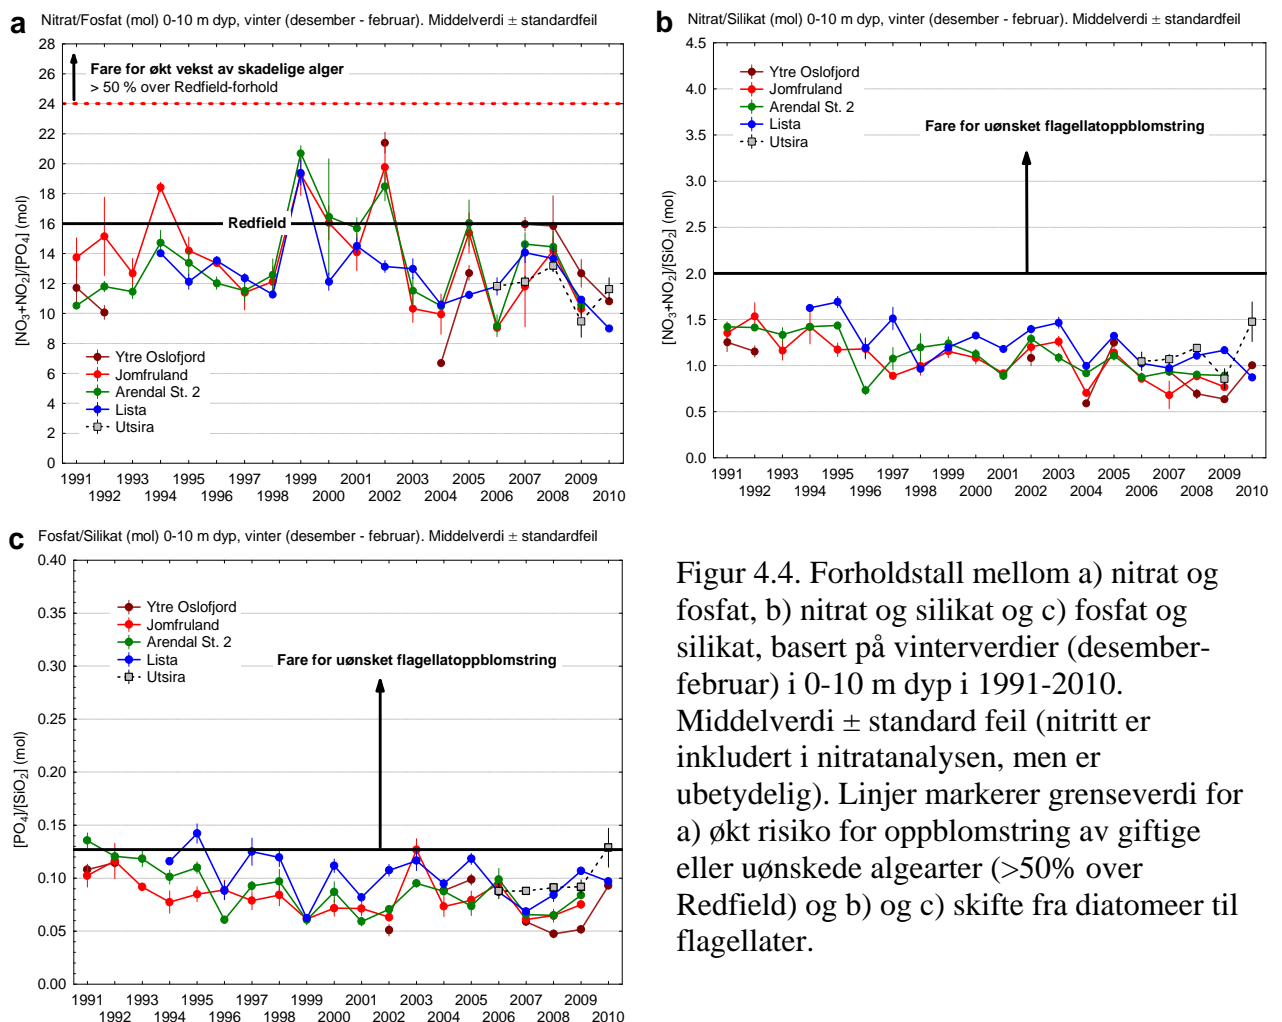 a
Nitrat/Fosfat (mol) 0-10 m dyp, vinter (desember - februar). Middelverdi ± standardfeil
28
26
24
22
20
18
16
14
12
10
8
6
4
2
0
[NO3+NO2]/[PO4] (mol)
Fare for økt vekst av skadelige alger
> 50 % over Redfield-forhold
Redfield
Ytre Oslofjord
Jomfruland
Arendal St. 2
Lista
Utsira
1991 1993 1995 1997 1999 2001 2003 2005 2007 2009
1992 1994 1996 1998 2000 2002 2004 2006 2008 2010
b
Nitrat/Silikat (mol) 0-10 m dyp, vinter (desember - februar). Middelverdi ± standardfeil
4.5
4.0
3.5
3.0
2.5
2.0
1.5
1.0
0.5
0.0
[NO3+NO2]/[SiO2] (mol)
Ytre Oslofjord
Jomfruland
Arendal St. 2
Lista
Utsira
Fare for uønsket flagellatoppblomstring
1991 1993 1995 1997 1999 2001 2003 2005 2007 2009
1992 1994 1996 1998 2000 2002 2004 2006 2008 2010
c
Fosfat/Silikat (mol) 0-10 m dyp, vinter (desember - februar). Middelverdi ± standardfeil
0.40
0.35
0.30
0.25
0.20
0.15
0.10
0.05
0.00
[PO4]/[SiO2] (mol)
Ytre Oslofjord
Jomfruland
Arendal St. 2
Lista
Utsira
Fare for uønsket flagellatoppblomstring
1991 1993 1995 1997 1999 2001 2003 2005 2007 2009
1992 1994 1996 1998 2000 2002 2004 2006 2008 2010
Figur 4.4. Forholdstall mellom a) nitrat og
fosfat, b) nitrat og silikat og c) fosfat og
silikat, basert på vinterverdier (desember-
februar) i 0-10 m dyp i 1991-2010.
Middelverdi ± standard feil (nitritt er
inkludert i nitratanalysen, men er
ubetydelig). Linjer markerer grenseverdi for
a) økt risiko for oppblomstring av giftige
eller uønskede algearter (>50% over
Redfield) og b) og c) skifte fra diatomeer til
flagellater.